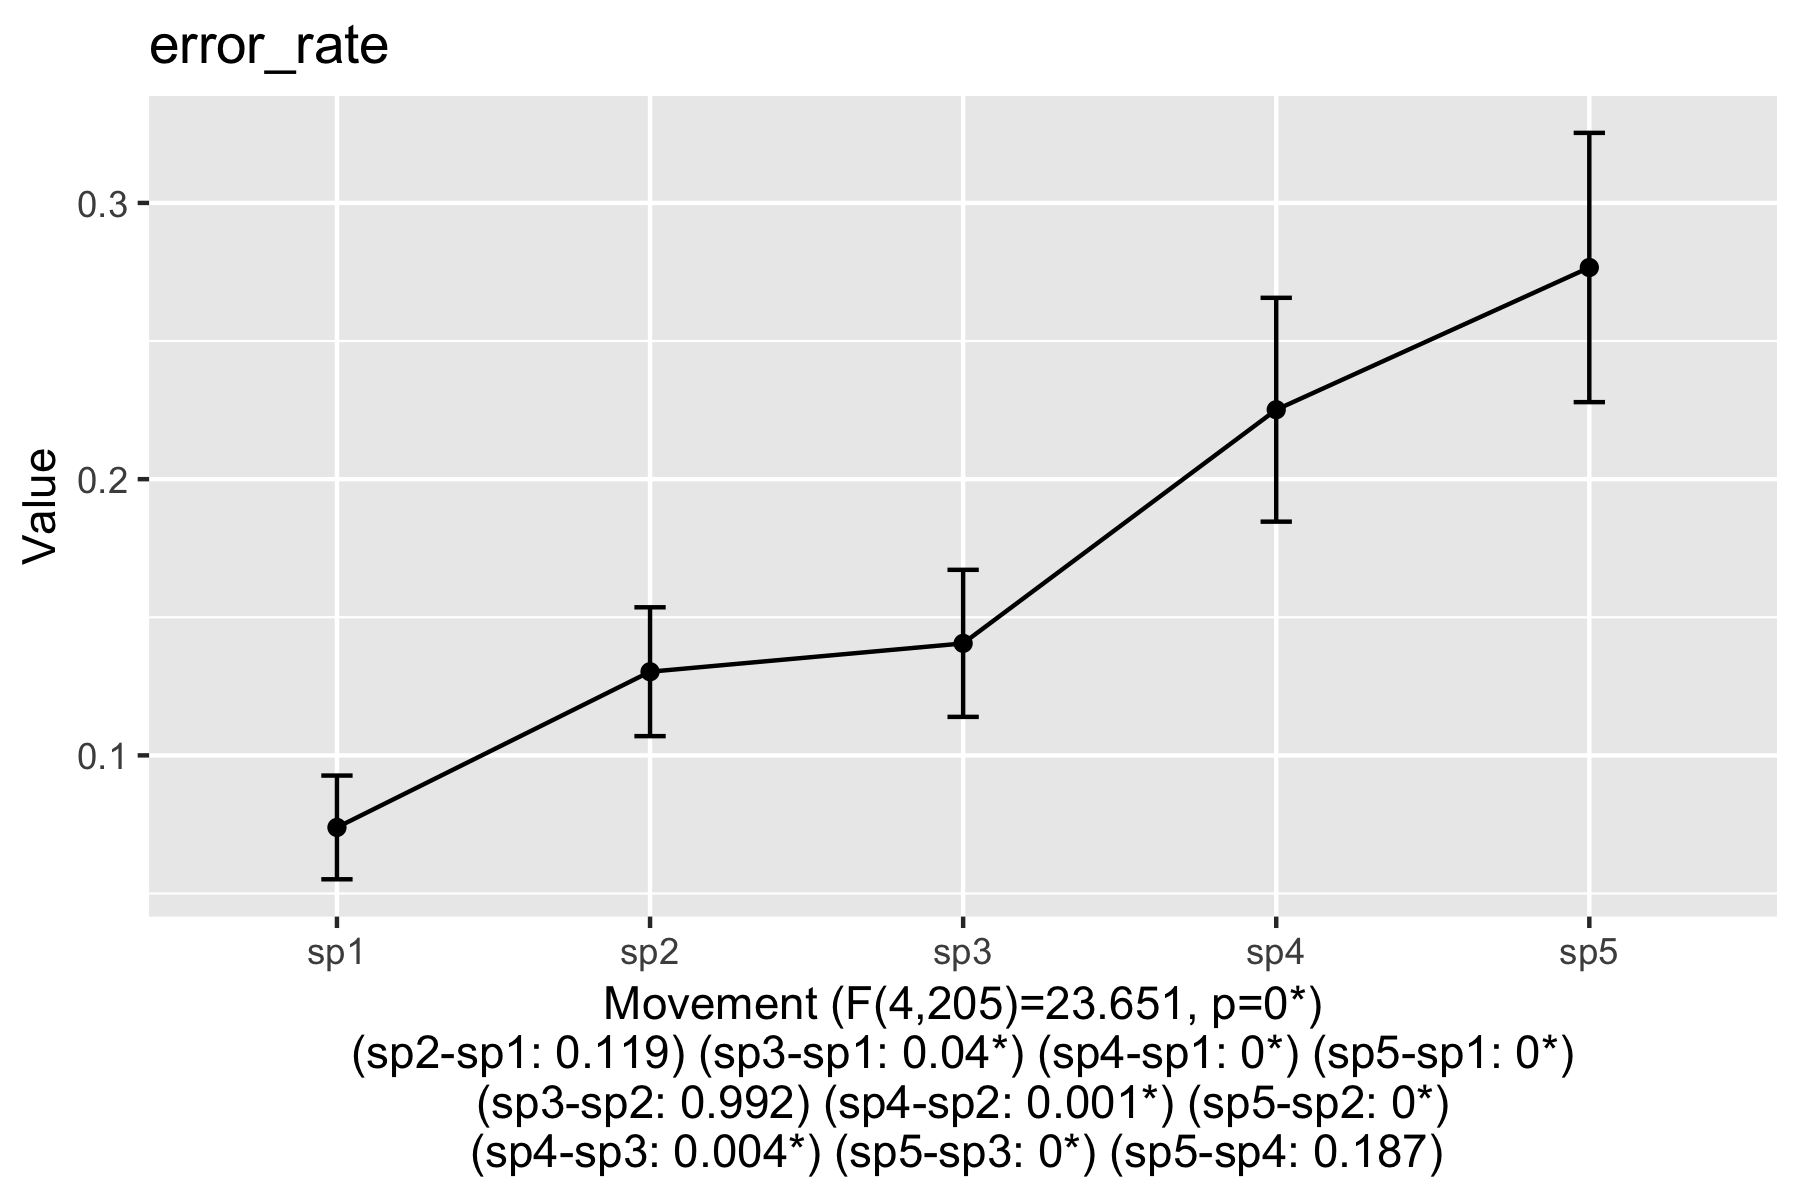 error_rate
Value
0.3
0.2
0.1
sp1 sp2 sp3 sp4 sp5
Movement (F(4,205)=23.651, p=0*)
(sp2-sp1: 0.119) (sp3-sp1: 0.04*) (sp4-sp1: 0*) (sp5-sp1: 0*)
(sp3-sp2: 0.992) (sp4-sp2: 0.001*) (sp5-sp2: 0*)
(sp4-sp3: 0.004*) (sp5-sp3: 0*) (sp5-sp4: 0.187)